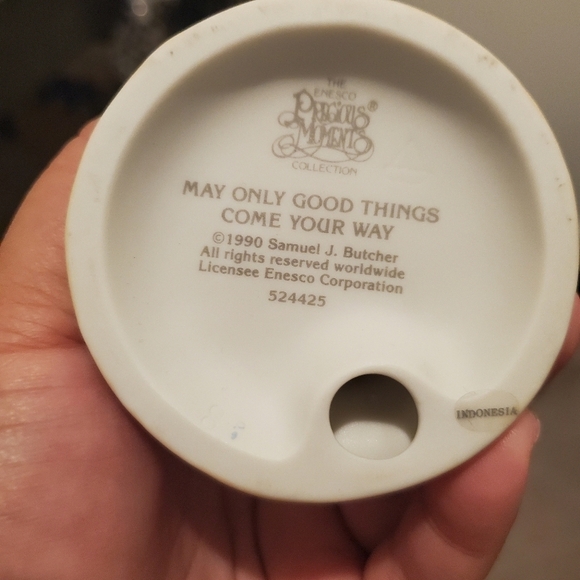 THE
ENESCO
PRECIOUS®
MOMENTS
COLLECTION
MAY ONLY GOOD THINGS
COME YOUR WAY
©1990 Samuel J. Butcher
All rights reserved worldwide
Licensee Enesco Corporation
524425
INDONESIA